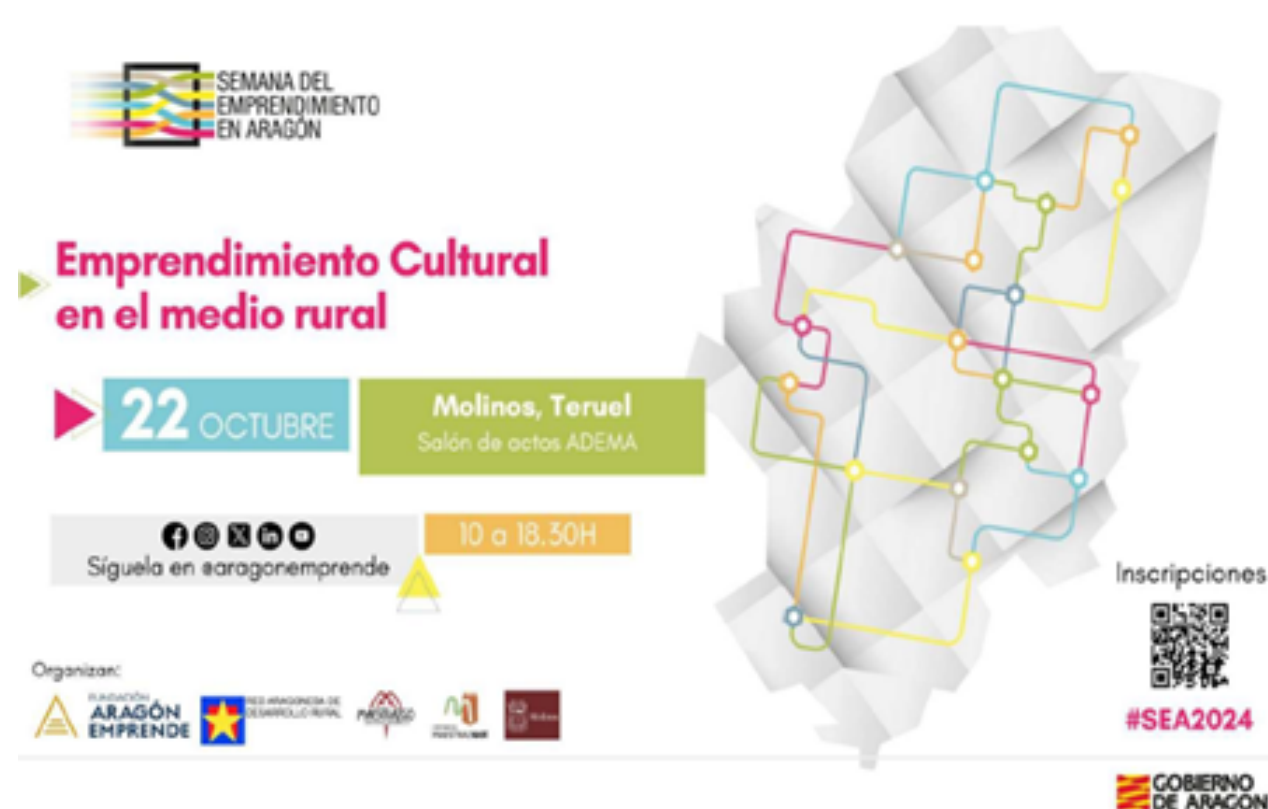 SEMANA DEL
EMPRENDIMIENTO
EN ARAGÓN
Emprendimiento Cultural
en el medio rural
22 OCTUBRE
Molinos, Teruel
Salón de actos ADEMA
10 a 18.30H
Síguela en @aragonemprende
Inscripciones
#SEA2024
Organizan:
FUNDACIÓN
ARAGÓN
EMPRENDE
RED ARAGONESA DE
DESARROLLO RURAL
Molinos
GOBIERNO
DE ARAGON